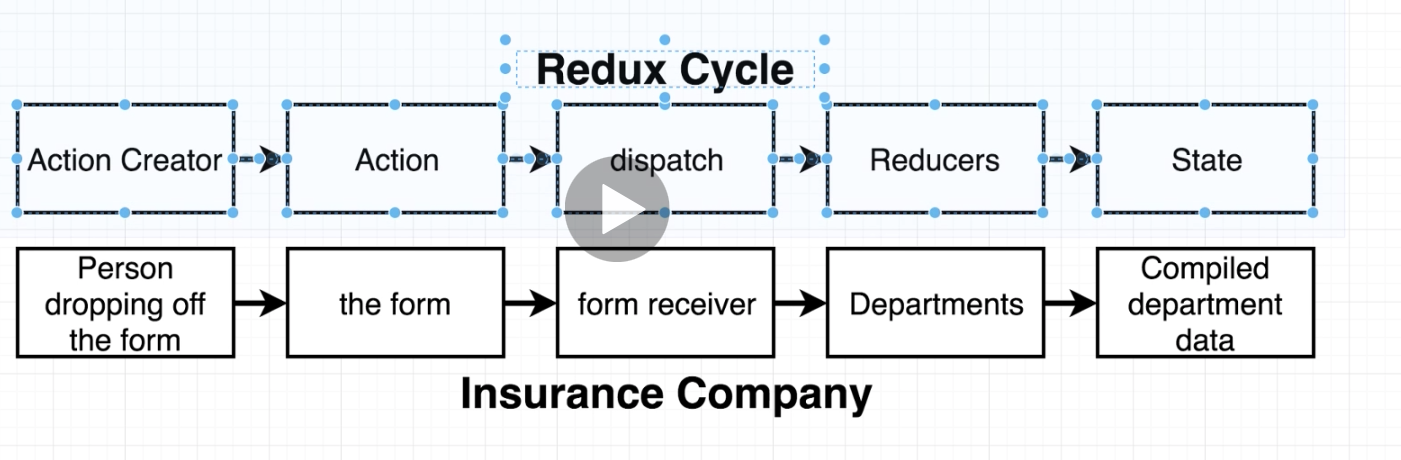 Redux Cycle
Action Creator
Action
dispatch
Reducers
State
Person
dropping off
the form
the form
form receiver
Departments
Compiled
department
data
Insurance Company